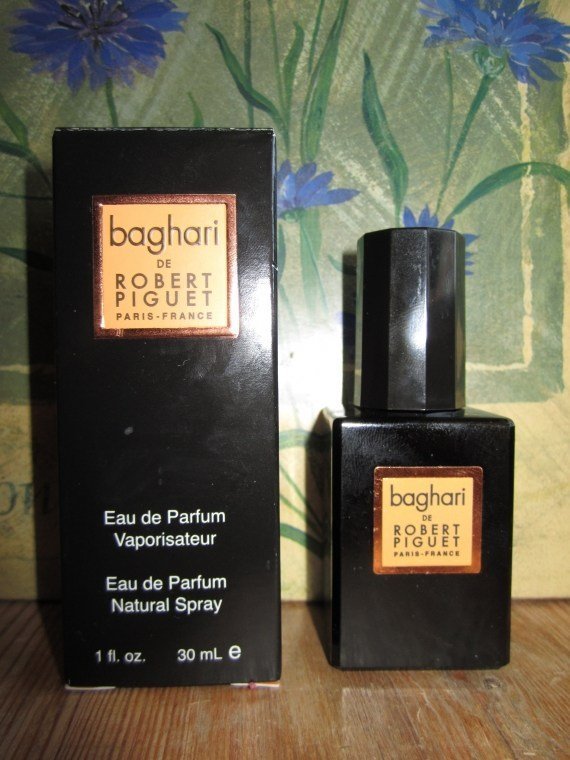 baghari
DE
ROBERT
PIGUET
PARIS-FRANCE
Eau de Parfum
Vaporisateur
Eau de Parfum
Natural Spray
1 fl. oz. 30 mL e
baghari
DE
ROBERT
PIGUET
PARIS-FRANCE